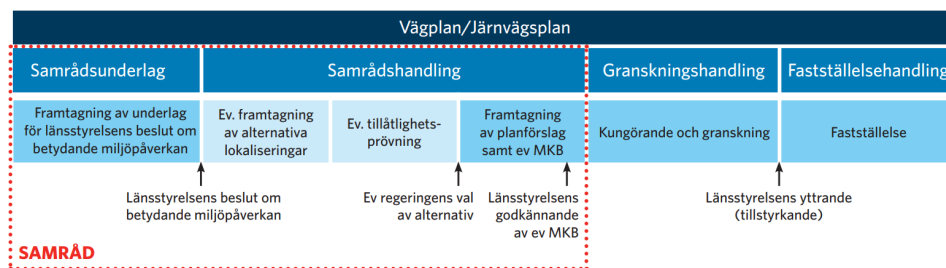 Vägplan/Järnvägsplan
Samrådsunderlag
Samrådshandling
Granskningshandling
Fastställelsehandling
Framtagning av underlag
för länsstyrelsens beslut om
betydande miljöpåverkan
Ev. framtagning
av alternativa
lokaliseringar
Ev. tillåtlighets-
prövning
Framtagning
av planförslag
samt ev MKB
Kungörande och granskning
Fastställelse
Länsstyrelsens beslut om
betydande miljöpåverkan
Ev regeringens val
av alternativ
Länsstyrelsens
godkännande
av ev MKB
Länsstyrelsens yttrande
(tillstyrkande)
SAMRÅD